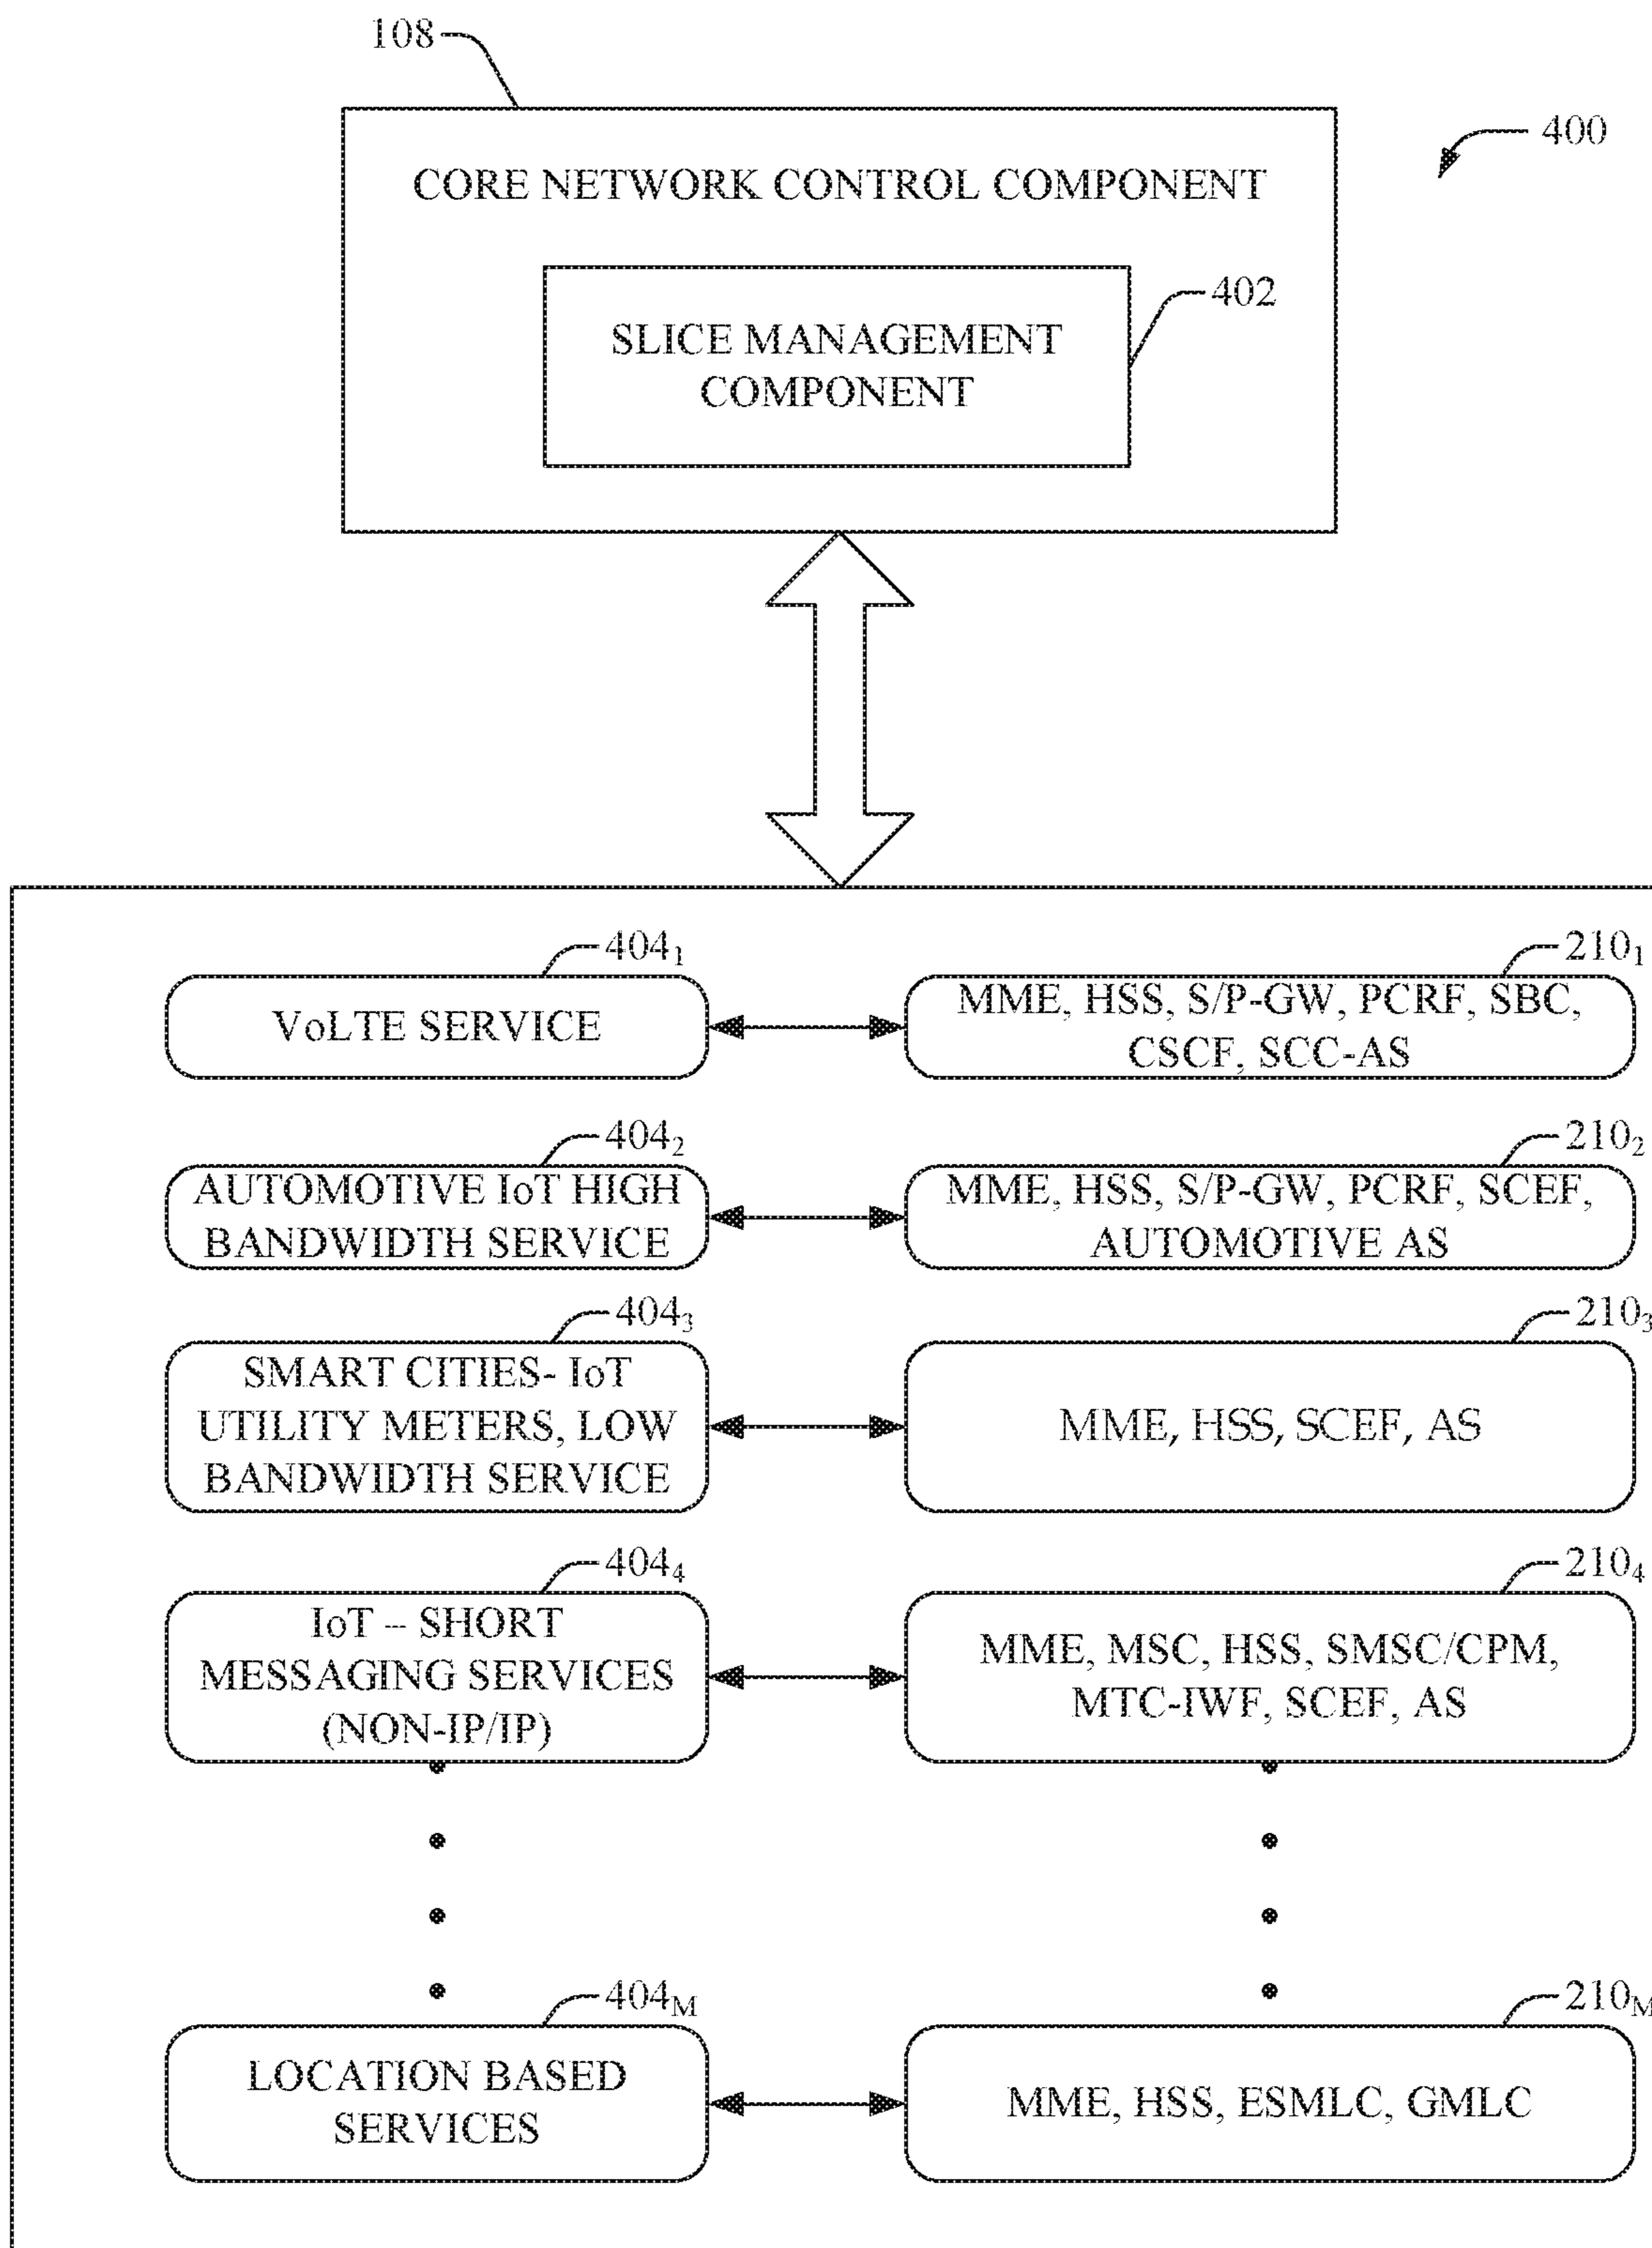 108
400
CORE NETWORK CONTROL COMPONENT
402
SLICE MANAGEMENT
COMPONENT
404₁
210₁
VoLTE SERVICE
MME, HSS, S/P-GW, PCRF, SBC,
CSCF, SCC-AS
404₂
210₂
AUTOMOTIVE IoT HIGH
BANDWIDTH SERVICE
MME, HSS, S/P-GW, PCRF, SCEF,
AUTOMOTIVE AS
404₃
210₃
SMART CITIES- IoT
UTILITY METERS, LOW
BANDWIDTH SERVICE
MME, HSS, SCEF, AS
404₄
210₄
IoT – SHORT
MESSAGING SERVICES
(NON-IP/IP)
MME, MSC, HSS, SMSC/CPM,
MTC-IWF, SCEF, AS
404M
210M
LOCATION BASED
SERVICES
MME, HSS, ESMLC, GMLC